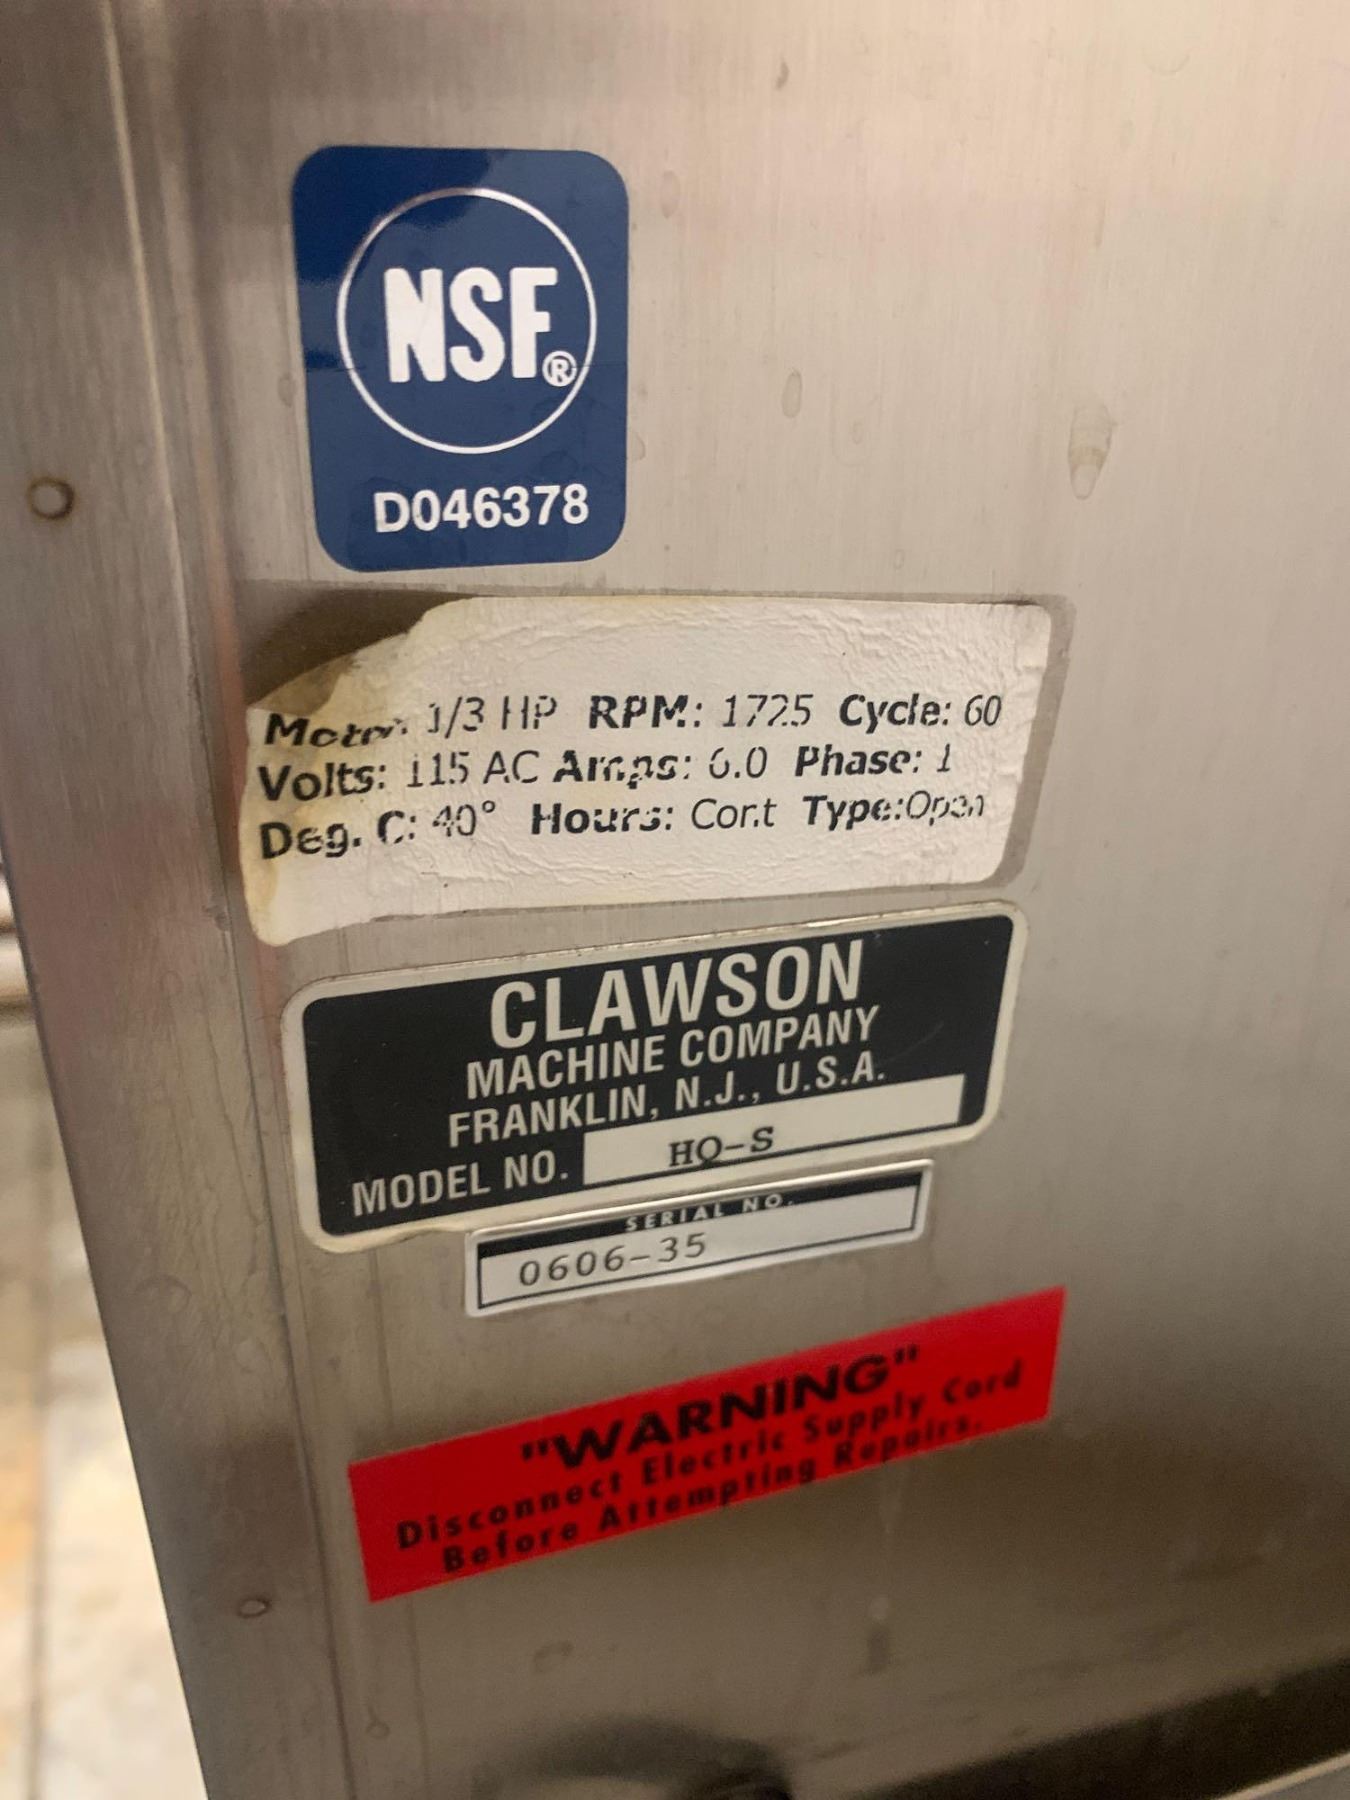 NSF®
D046378
Motor: 1/3 HP RPM: 1725 Cycle: 60
Volts: 115 AC Amps: 6.0 Phase: 1
Deg. C: 40° Hours: Cont Type:Open
CLAWSON
MACHINE COMPANY
FRANKLIN, N.J., U.S.A.
MODEL NO. HQ-S
SERIAL NO.
0606-35
"WARNING"
Disconnect Electric Supply Cord
Before Attempting Repairs.